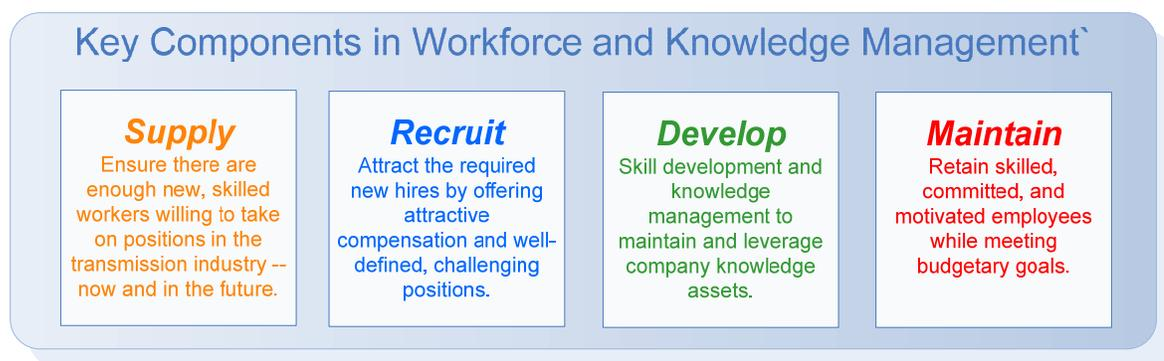 Key Components in Workforce and Knowledge Management`
Supply
Ensure there are
enough new, skilled
workers willing to take
on positions in the
transmission industry --
now and in the future.
Recruit
Attract the required
new hires by offering
attractive
compensation and well-
defined, challenging
positions.
Develop
Skill development and
knowledge
management to
maintain and leverage
company knowledge
assets.
Maintain
Retain skilled,
committed, and
motivated employees
while meeting
budgetary goals.